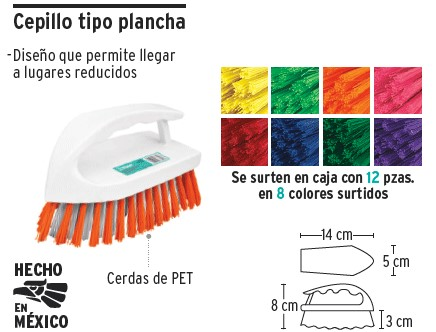 Cepillo tipo plancha
-Diseño que permite llegar
a lugares reducidos
Se surten en caja con 12 pzas.
en 8 colores surtidos
14 cm
5 cm
8 cm
3 cm
Cerdas de PET
HECHO
EN
MÉXICO